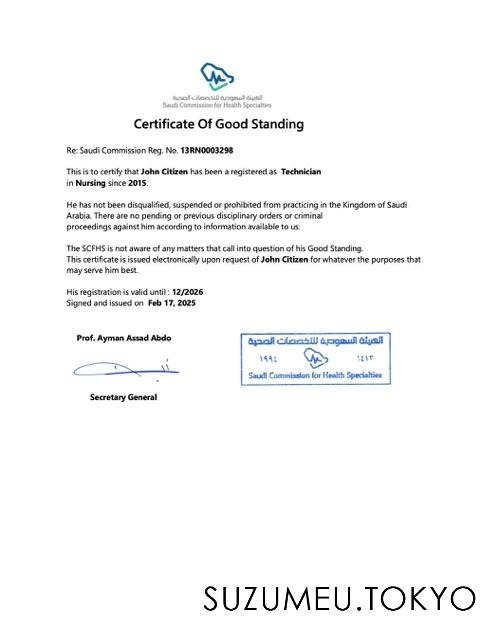 الهيئة السعودية للتخصصات الصحية
Saudi Commission for Health Specialties
Certificate Of Good Standing
Re: Saudi Commission Reg. No. 13RN0003298
This is to certify that John Citizen has been a registered as Technician
in Nursing since 2015.
He has not been disqualified, suspended or prohibited from practicing in the Kingdom of Saudi
Arabia. There are no pending or previous disciplinary orders or criminal
proceedings against him according to information available to us.
The SCFHS is not aware of any matters that call into question of his Good Standing.
This certificate is issued electronically upon request of John Citizen for whatever the purposes that
may serve him best.
His registration is valid until : 12/2026
Signed and issued on Feb 17, 2025
Prof. Ayman Assad Abdo
Secretary General
الهيئة السعودية للتخصصات الصحية
١٩٩٤ ١٤١٣
Saudi Commission for Health Specialties
SUZUMEU.TOKYO